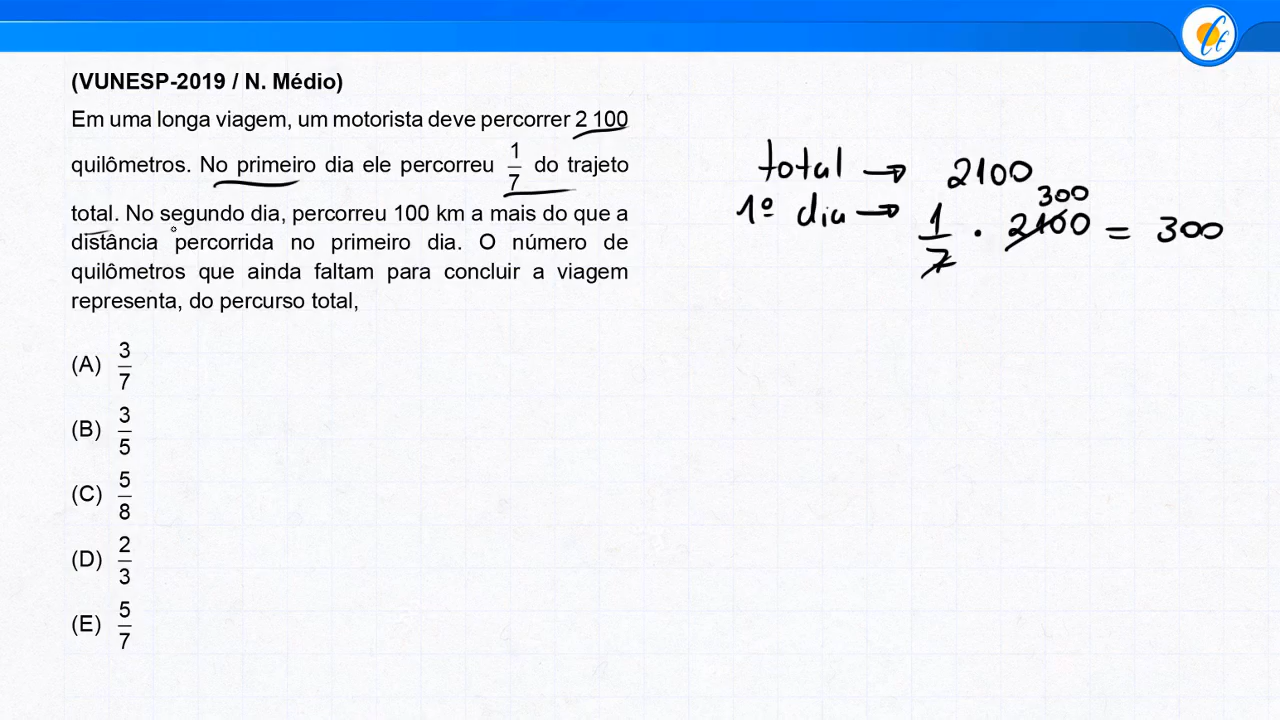 (VUNESP-2019 / N. Médio)
Em uma longa viagem, um motorista deve percorrer 2 100
quilômetros. No primeiro dia ele percorreu 1/7 do trajeto
total. No segundo dia, percorreu 100 km a mais do que a
distância percorrida no primeiro dia. O número de
quilômetros que ainda faltam para concluir a viagem
representa, do percurso total,
(A) 3/7
(B) 3/5
(C) 5/8
(D) 2/3
(E) 5/7
total → 2100
300
1º dia → 1/7 · 2100 = 300